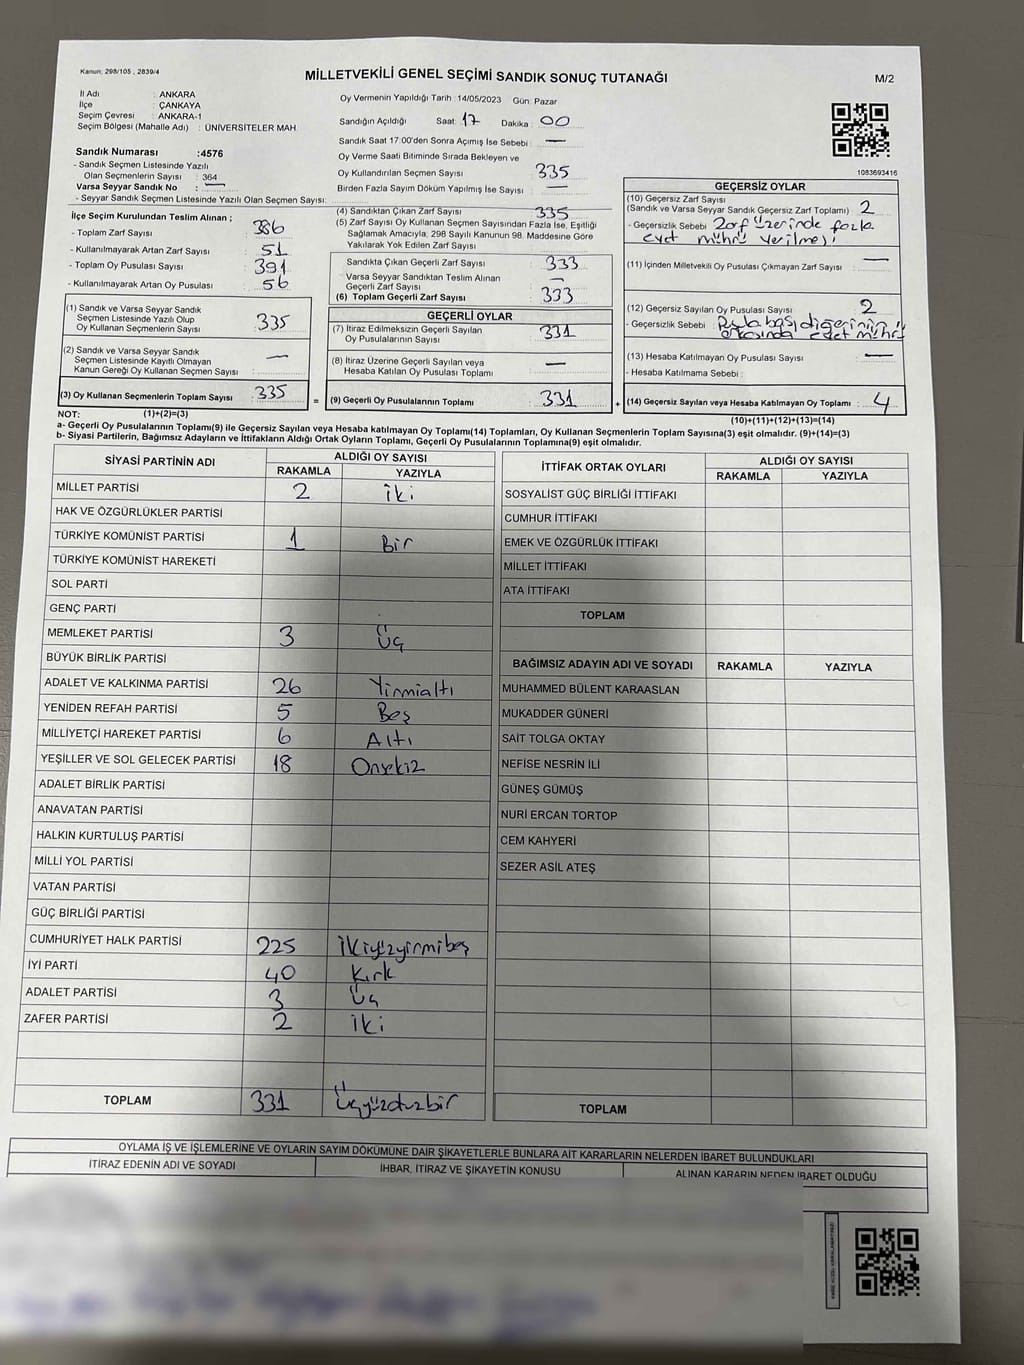 Kanun: 298/105 , 2839/4
MİLLETVEKİLİ GENEL SEÇİMİ SANDIK SONUÇ TUTANAĞI
M/2
İl Adı : ANKARA
İlçe : ÇANKAYA
Seçim Çevresi : ANKARA-1
Seçim Bölgesi (Mahalle Adı) : ÜNİVERSİTELER MAH.
Sandık Numarası :4576
- Sandık Seçmen Listesinde Yazılı
Olan Seçmenlerin Sayısı : 364
Varsa Seyyar Sandık No : —
- Seyyar Sandık Seçmen Listesinde Yazılı Olan Seçmen Sayısı:
Oy Vermenin Yapıldığı Tarih :14/05/2023 Gün: Pazar
Sandığın Açıldığı Saat: 17 Dakika : 00
Sandık Saat 17:00'den Sonra Açımış İse Sebebi : —
Oy Verme Saati Bitiminde Sırada Bekleyen ve
Oy Kullandırılan Seçmen Sayısı : 335
Birden Fazla Sayım Döküm Yapılmış İse Sayısı : —
1083693416
İlçe Seçim Kurulundan Teslim Alınan ;
- Toplam Zarf Sayısı : 386
- Kullanılmayarak Artan Zarf Sayısı : 51
- Toplam Oy Pusulası Sayısı : 391
- Kullanılmayarak Artan Oy Pusulası : 56
(1) Sandık ve Varsa Seyyar Sandık
Seçmen Listesinde Yazılı Olup
Oy Kullanan Seçmenlerin Sayısı : 335
(2) Sandık ve Varsa Seyyar Sandık
Seçmen Listesinde Kayıtlı Olmayan
Kanun Gereği Oy Kullanan Seçmen Sayısı : —
(3) Oy Kullanan Seçmenlerin Toplam Sayısı : 335
(4) Sandıktan Çıkan Zarf Sayısı : 335
(5) Zarf Sayısı Oy Kullanan Seçmen Sayısından Fazla İse, Eşitliği
Sağlamak Amacıyla; 298 Sayılı Kanunun 98. Maddesine Göre
Yakılarak Yok Edilen Zarf Sayısı :
Sandıkta Çıkan Geçerli Zarf Sayısı : 333
Varsa Seyyar Sandıktan Teslim Alınan
Geçerli Zarf Sayısı : —
(6) Toplam Geçerli Zarf Sayısı : 333
GEÇERLİ OYLAR
(7) İtiraz Edilmeksizin Geçerli Sayılan
Oy Pusulalarının Sayısı : 331
(8) İtiraz Üzerine Geçerli Sayılan veya
Hesaba Katılan Oy Pusulası Toplamı : —
= (9) Geçerli Oy Pusulalarının Toplamı : 331
GEÇERSİZ OYLAR
(10) Geçersiz Zarf Sayısı
(Sandık ve Varsa Seyyar Sandık Geçersiz Zarf Toplamı) : 2
- Geçersizlik Sebebi : Zarf üzerinde fazla
evet mührü verilmesi
(11) İçinden Milletvekili Oy Pusulası Çıkmayan Zarf Sayısı : —
(12) Geçersiz Sayılan Oy Pusulası Sayısı : 2
- Geçersizlik Sebebi : evet mührü
(13) Hesaba Katılmayan Oy Pusulası Sayısı : —
- Hesaba Katılmama Sebebi :
+ (14) Geçersiz Sayılan veya Hesaba Katılmayan Oy Toplamı : 4
NOT: (1)+(2)=(3)
(10)+(11)+(12)+(13)=(14)
a- Geçerli Oy Pusulalarının Toplamı(9) ile Geçersiz Sayılan veya Hesaba katılmayan Oy Toplamı(14) Toplamları, Oy Kullanan Seçmenlerin Toplam Sayısına(3) eşit olmalıdır. (9)+(14)=(3)
b- Siyasi Partilerin, Bağımsız Adayların ve İttifakların Aldığı Ortak Oyların Toplamı, Geçerli Oy Pusulalarının Toplamına(9) eşit olmalıdır.
SİYASİ PARTİNİN ADI ALDIĞI OY SAYISI
RAKAMLA YAZIYLA
MİLLET PARTİSİ 2 iki
HAK VE ÖZGÜRLÜKLER PARTİSİ
TÜRKİYE KOMÜNİST PARTİSİ 1 Bir
TÜRKİYE KOMÜNİST HAREKETİ
SOL PARTİ
GENÇ PARTİ
MEMLEKET PARTİSİ 3 Üç
BÜYÜK BİRLİK PARTİSİ
ADALET VE KALKINMA PARTİSİ 26 Yirmialtı
YENİDEN REFAH PARTİSİ 5 Beş
MİLLİYETÇİ HAREKET PARTİSİ 6 Altı
YEŞİLLER VE SOL GELECEK PARTİSİ 18 Onsekiz
ADALET BİRLİK PARTİSİ
ANAVATAN PARTİSİ
HALKIN KURTULUŞ PARTİSİ
MİLLİ YOL PARTİSİ
VATAN PARTİSİ
GÜÇ BİRLİĞİ PARTİSİ
CUMHURİYET HALK PARTİSİ 225 ikiyüzyirmibeş
İYİ PARTİ 40 Kırk
ADALET PARTİSİ 3 Üç
ZAFER PARTİSİ 2 iki
TOPLAM 331 Üçyüzotuzbir
İTTİFAK ORTAK OYLARI ALDIĞI OY SAYISI
RAKAMLA YAZIYLA
SOSYALİST GÜÇ BİRLİĞİ İTTİFAKI
CUMHUR İTTİFAKI
EMEK VE ÖZGÜRLÜK İTTİFAKI
MİLLET İTTİFAKI
ATA İTTİFAKI
TOPLAM
BAĞIMSIZ ADAYIN ADI VE SOYADI RAKAMLA YAZIYLA
MUHAMMED BÜLENT KARAASLAN
MUKADDER GÜNERİ
SAİT TOLGA OKTAY
NEFİSE NESRİN İLİ
GÜNEŞ GÜMÜŞ
NURİ ERCAN TORTOP
CEM KAHYERİ
SEZER ASİL ATEŞ
TOPLAM
OYLAMA İŞ VE İŞLEMLERİNE VE OYLARIN SAYIM DÖKÜMÜNE DAİR ŞİKAYETLERLE BUNLARA AİT KARARLARIN NELERDEN İBARET BULUNDUKLARI
İTİRAZ EDENİN ADI VE SOYADI İHBAR, İTİRAZ VE ŞİKAYETİN KONUSU ALINAN KARARIN NEDEN İBARET OLDUĞU